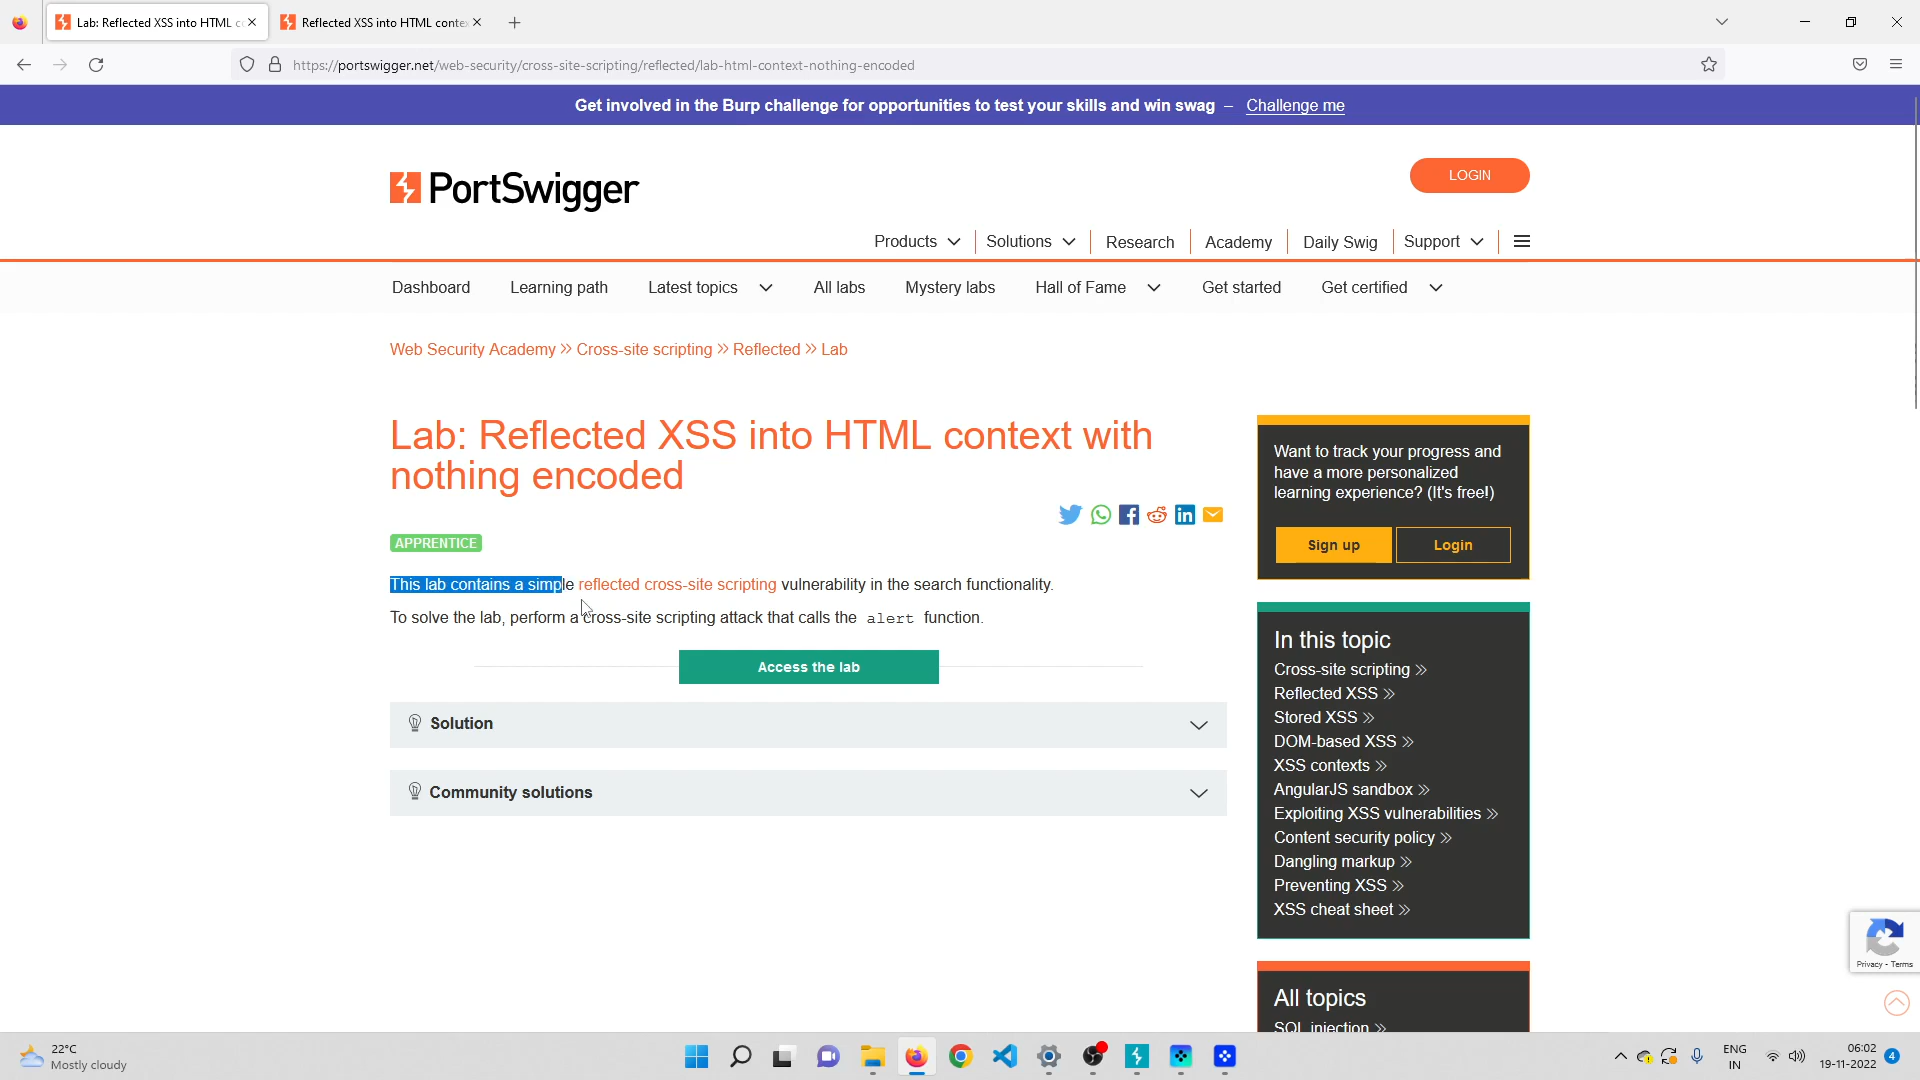 Lab: Reflected XSS into HTML c
Reflected XSS into HTML conte
https://portswigger.net/web-security/cross-site-scripting/reflected/lab-html-context-nothing-encoded
Get involved in the Burp challenge for opportunities to test your skills and win swag – Challenge me
PortSwigger
LOGIN
Products
Solutions
Research
Academy
Daily Swig
Support
Dashboard
Learning path
Latest topics
All labs
Mystery labs
Hall of Fame
Get started
Get certified
Web Security Academy » Cross-site scripting » Reflected » Lab
Lab: Reflected XSS into HTML context with
nothing encoded
APPRENTICE
This lab contains a simple reflected cross-site scripting vulnerability in the search functionality.
To solve the lab, perform a cross-site scripting attack that calls the alert function.
Access the lab
Solution
Community solutions
Want to track your progress and
have a more personalized
learning experience? (It's free!)
Sign up
Login
In this topic
Cross-site scripting »
Reflected XSS »
Stored XSS »
DOM-based XSS »
XSS contexts »
AngularJS sandbox »
Exploiting XSS vulnerabilities »
Content security policy »
Dangling markup »
Preventing XSS »
XSS cheat sheet »
All topics
SQL injection »
Privacy - Terms
22°C
Mostly cloudy
ENG
IN
06:02
19-11-2022
4